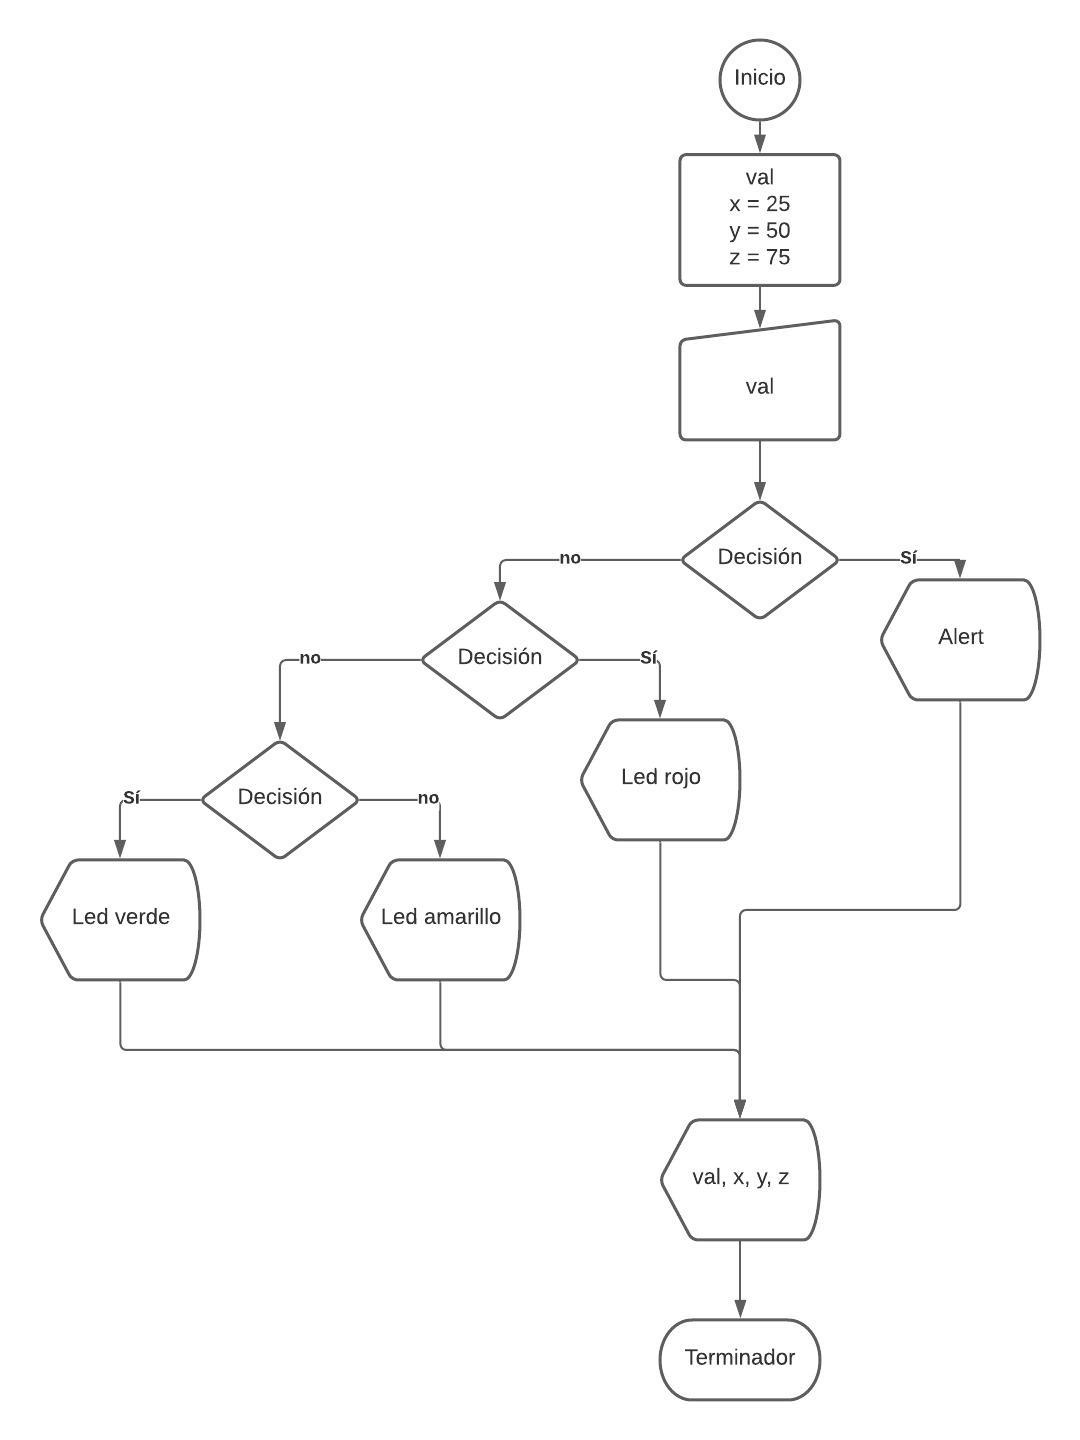 Inicio
val
x = 25
y = 50
z = 75
val
Decisión
no
Sí
Alert
Decisión
no
Sí
Led rojo
Decisión
Sí
no
Led verde
Led amarillo
val, x, y, z
Terminador